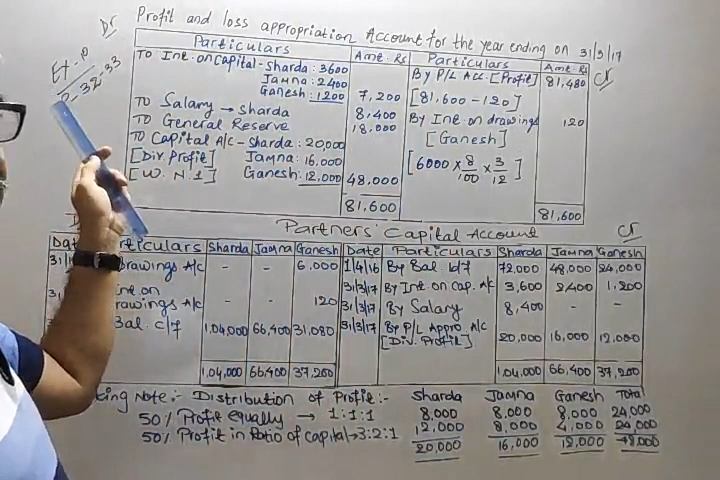 Profit and loss appropriation Account for the year ending on 31/3/17
Dr
Cr
Ex-10
P-32-33
Particulars Amt. Rs Particulars Amt. Rs
To Int. on Capital - Sharda: 3600 By P/L Acc. [Profit] 81,480
Jamna: 2400
Ganesh: 1200 7,200 [81,600 - 120]
To Salary → Sharda 8,400 By Int. on drawings 120
To General Reserve 18,000 [Ganesh]
To Capital A/c - Sharda: 20,000
[Div. Profit] Jamna: 16,000 [6000 × 8/100 × 3/12]
[W. N. 1] Ganesh: 12,000 48,000
81,600 81,600
Partners' Capital Account
Cr
Particulars Sharda Jamna Ganesh Date Particulars Sharda Jamna Ganesh
Drawings A/c - - 6,000 1/4/16 By Bal b/f 72,000 48,000 24,000
Int on 31/3/17 By Int. on Cap. A/c 3,600 2,400 1,200
Drawings A/c - - 120 31/3/17 By Salary 8,400 - -
Bal. c/f 1,04,000 66,400 31,080 31/3/17 By P/L Appro. A/c 20,000 16,000 12,000
[Div. Profit]
1,04,000 66,400 37,200 1,04,000 66,400 37,200
king Note:- Distribution of Profit:- Sharda Jamna Ganesh Total
50% Profit equally → 1:1:1 8,000 8,000 8,000 24,000
50% Profit in Ratio of capital → 3:2:1 12,000 8,000 4,000 24,000
20,000 16,000 12,000 48,000